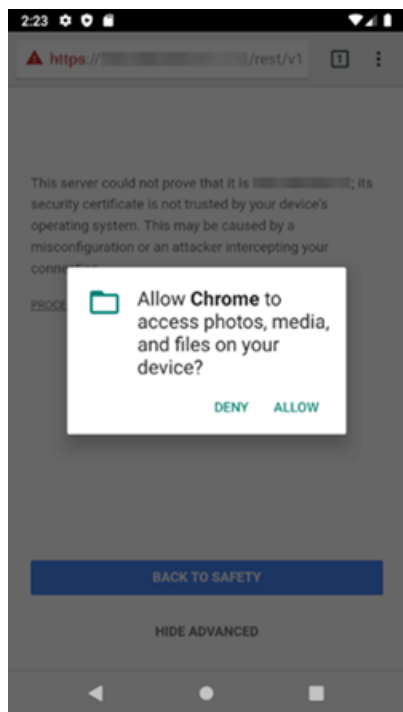 2:23
https:// /rest/v1 1
This server could not prove that it is ; its
security certificate is not trusted by your device's
operating system. This may be caused by a
misconfiguration or an attacker intercepting your
PROCE
Allow Chrome to
access photos, media,
and files on your
device?
DENY ALLOW
BACK TO SAFETY
HIDE ADVANCED